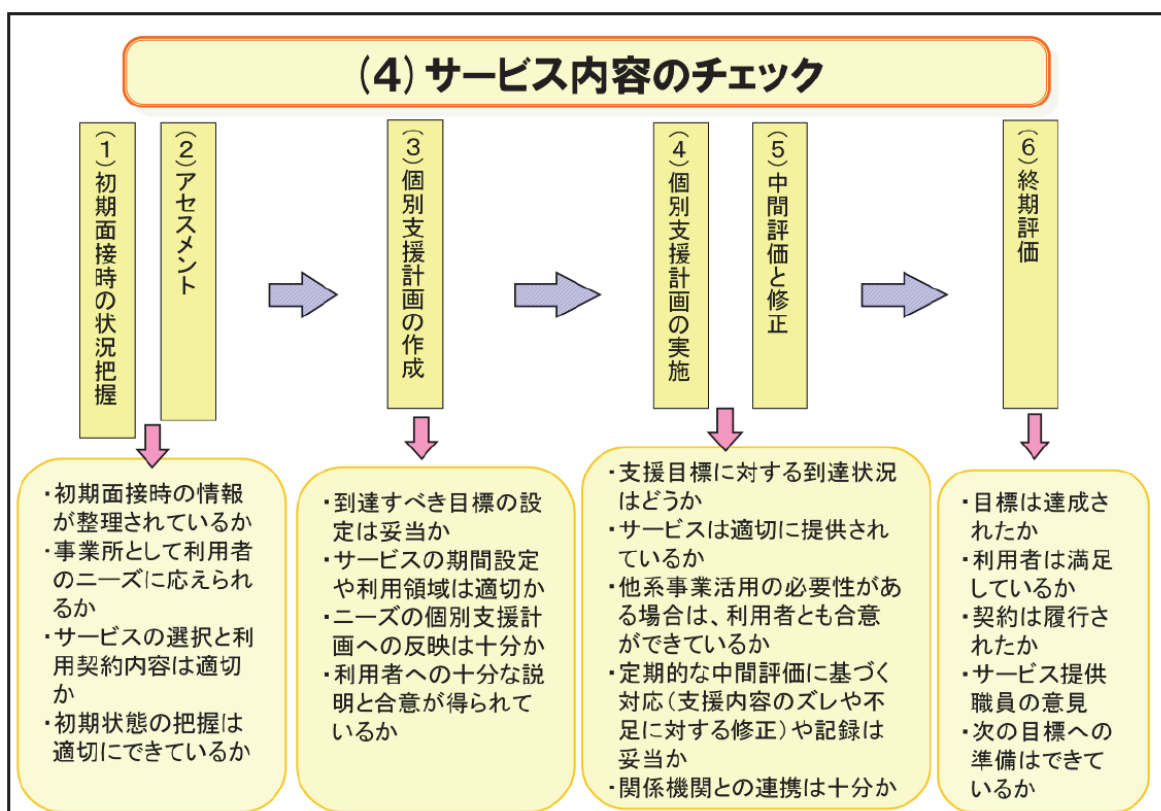 (4)サービス内容のチェック
(1)初期面接時の状況把握
(2)アセスメント
(3)個別支援計画の作成
(4)個別支援計画の実施
(5)中間評価と修正
(6)終期評価
・初期面接時の情報
が整理されているか
・事業所として利用者
のニーズに応えられ
るか
・サービスの選択と利
用契約内容は適切
か
・初期状態の把握は
適切にできているか
・到達すべき目標の設
定は妥当か
・サービスの期間設定
や利用領域は適切か
・ニーズの個別支援計
画への反映は十分か
・利用者への十分な説
明と合意が得られて
いるか
・支援目標に対する到達状況
はどうか
・サービスは適切に提供され
ているか
・他系事業活用の必要性があ
る場合は、利用者とも合意
ができているか
・定期的な中間評価に基づく
対応(支援内容のズレや不
足に対する修正)や記録は
妥当か
・関係機関との連携は十分か
・目標は達成さ
れたか
・利用者は満足
しているか
・契約は履行さ
れたか
・サービス提供
職員の意見
・次の目標への
準備はできて
いるか